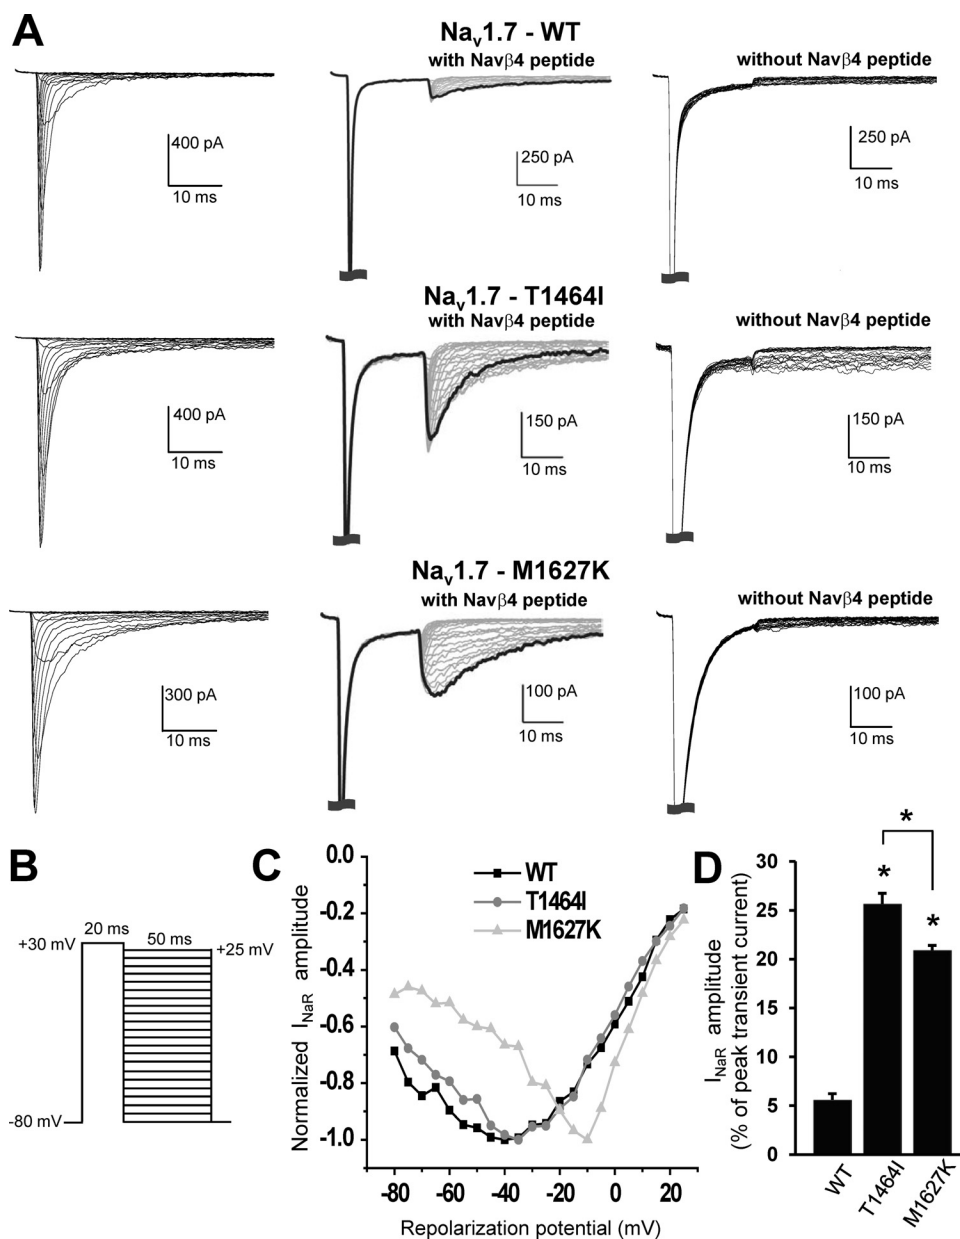 A
Nav1.7 - WT
with Navβ4 peptide
without Navβ4 peptide
400 pA
10 ms
250 pA
10 ms
250 pA
10 ms
Nav1.7 - T1464I
with Navβ4 peptide
without Navβ4 peptide
400 pA
10 ms
150 pA
10 ms
150 pA
10 ms
Nav1.7 - M1627K
with Navβ4 peptide
without Navβ4 peptide
300 pA
10 ms
100 pA
10 ms
100 pA
10 ms
B
20 ms
50 ms
+30 mV
+25 mV
-80 mV
C
Normalized INaR amplitude
0.0
-0.2
-0.4
-0.6
-0.8
-1.0
WT
T1464I
M1627K
-80
-60
-40
-20
0
20
Repolarization potential (mV)
D
INaR amplitude
(% of peak transient current)
30
25
20
15
10
5
0
*
*
*
WT
T1464I
M1627K